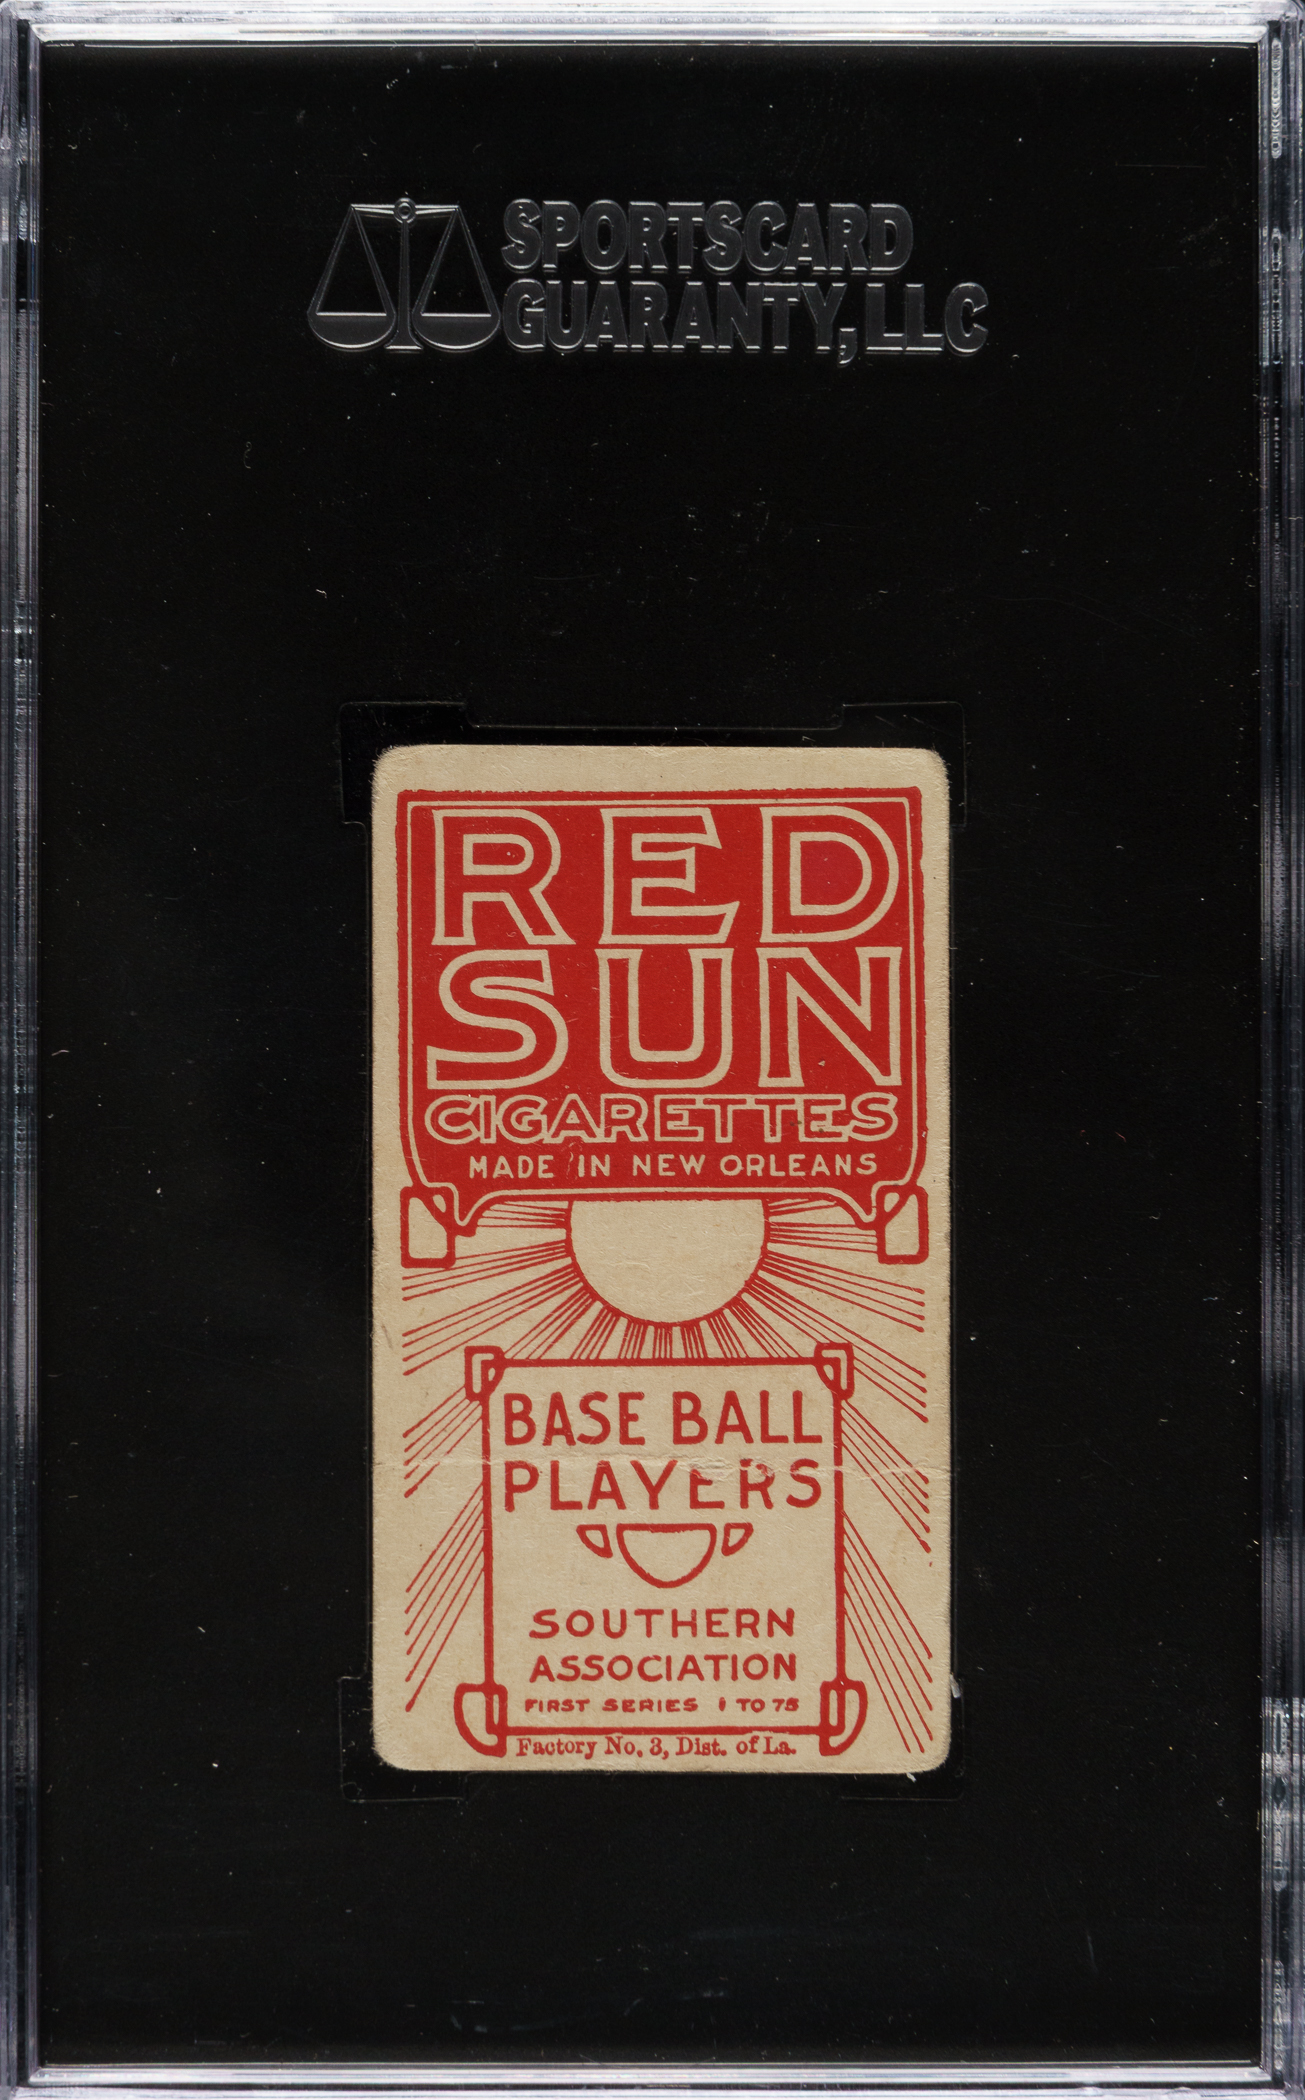 SPORTSCARD
GUARANTY, LLC
RED
SUN
CIGARETTES
MADE IN NEW ORLEANS
BASE BALL
PLAYERS
SOUTHERN
ASSOCIATION
FIRST SERIES 1 TO 75
Factory No. 3, Dist. of La.